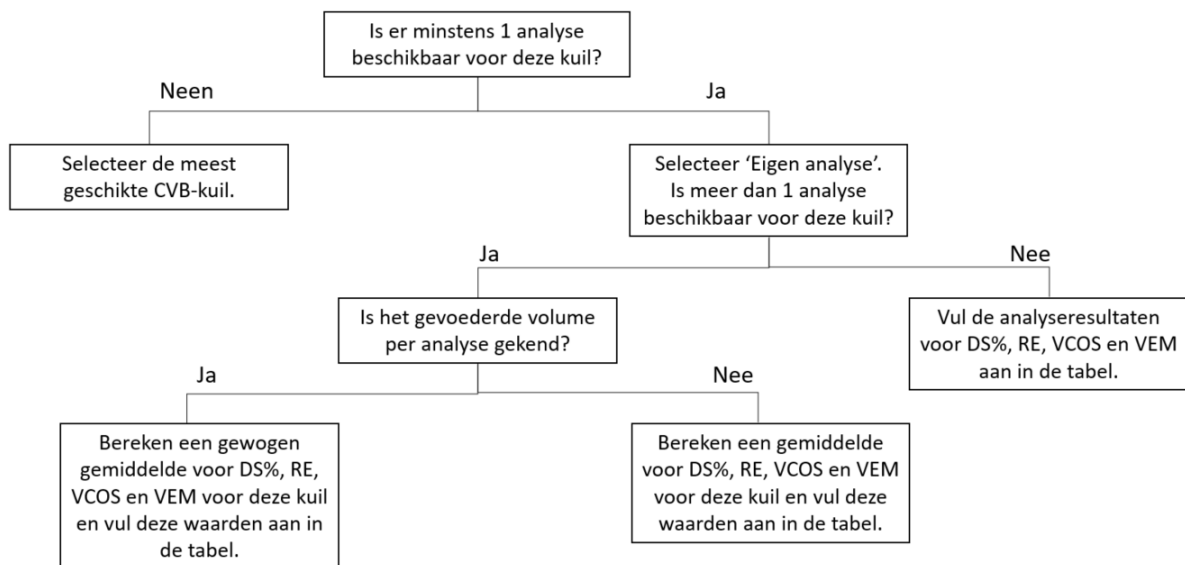 Is er minstens 1 analyse
beschikbaar voor deze kuil?
Neen
Ja
Selecteer de meest
geschikte CVB-kuil.
Selecteer ‘Eigen analyse’.
Is meer dan 1 analyse
beschikbaar voor deze kuil?
Ja
Nee
Is het gevoederde volume
per analyse gekend?
Vul de analyseresultaten
voor DS%, RE, VCOS en VEM
aan in de tabel.
Ja
Nee
Bereken een gewogen
gemiddelde voor DS%, RE,
VCOS en VEM voor deze kuil
en vul deze waarden aan in
de tabel.
Bereken een gemiddelde
voor DS%, RE, VCOS en VEM
voor deze kuil en vul deze
waarden aan in de tabel.